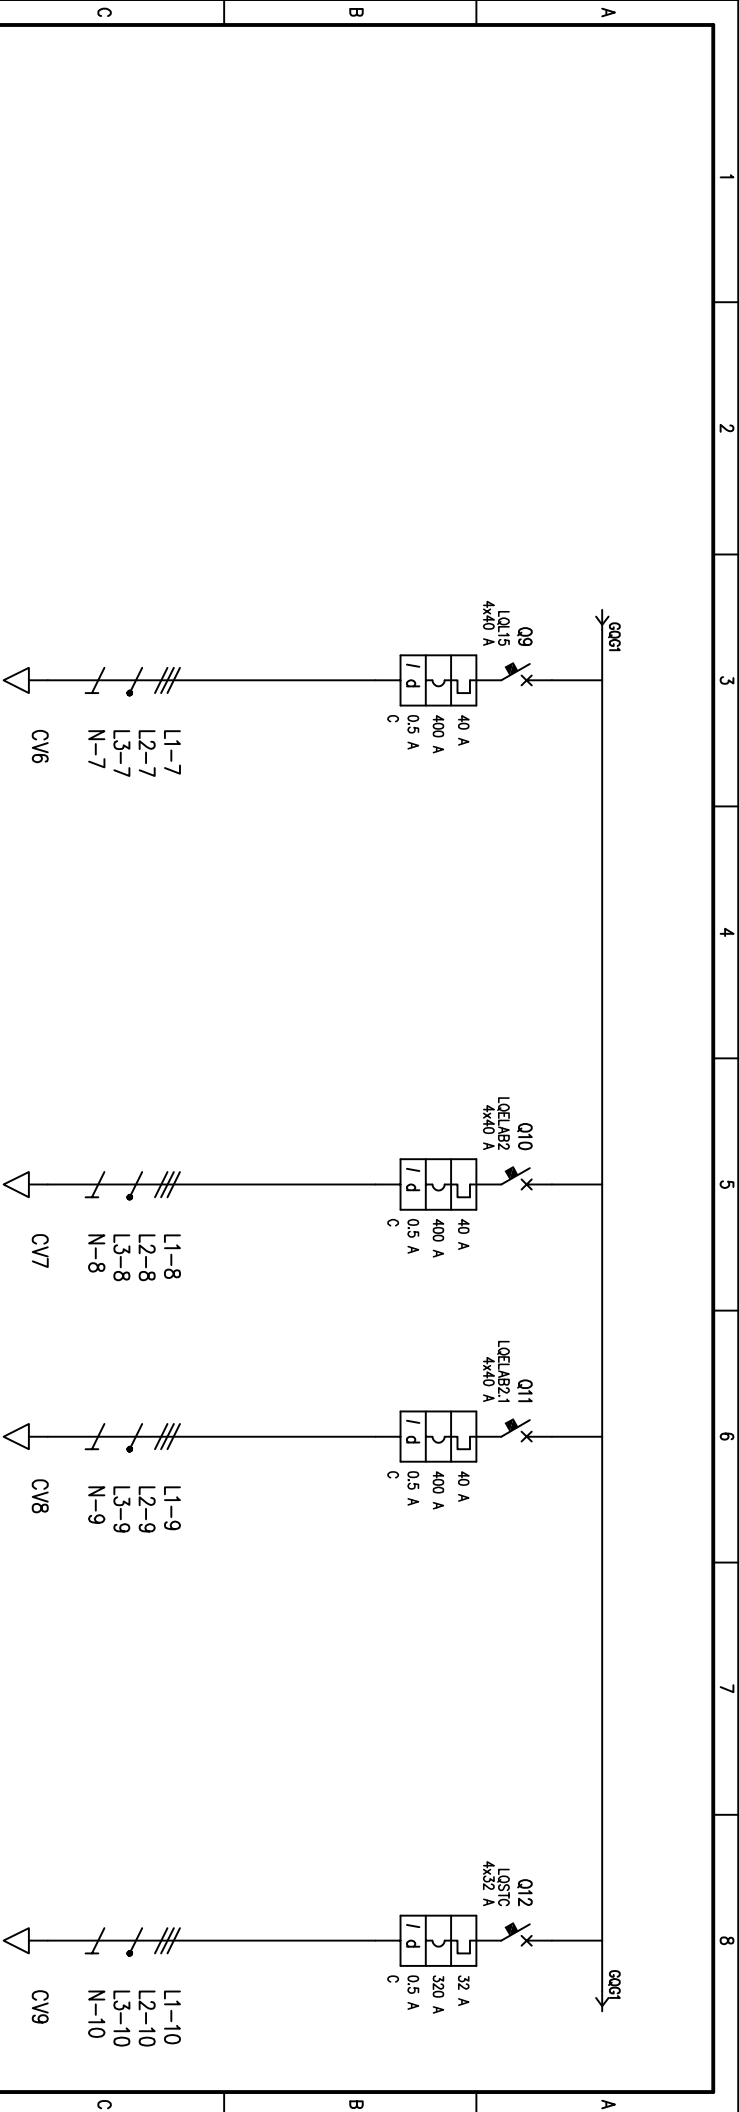 1
2
3
4
5
6
7
8
A
A
B
B
C
C
GQG1
GQG1
Q9
LQL15
4x40 A
40 A
400 A
I d
0.5 A
C
L1-7
L2-7
L3-7
N-7
CV6
Q10
LQELAB2
4x40 A
40 A
400 A
I d
0.5 A
C
L1-8
L2-8
L3-8
N-8
CV7
Q11
LQELAB2.1
4x40 A
40 A
400 A
I d
0.5 A
C
L1-9
L2-9
L3-9
N-9
CV8
Q12
LQSTC
4x32 A
32 A
320 A
I d
0.5 A
C
L1-10
L2-10
L3-10
N-10
CV9